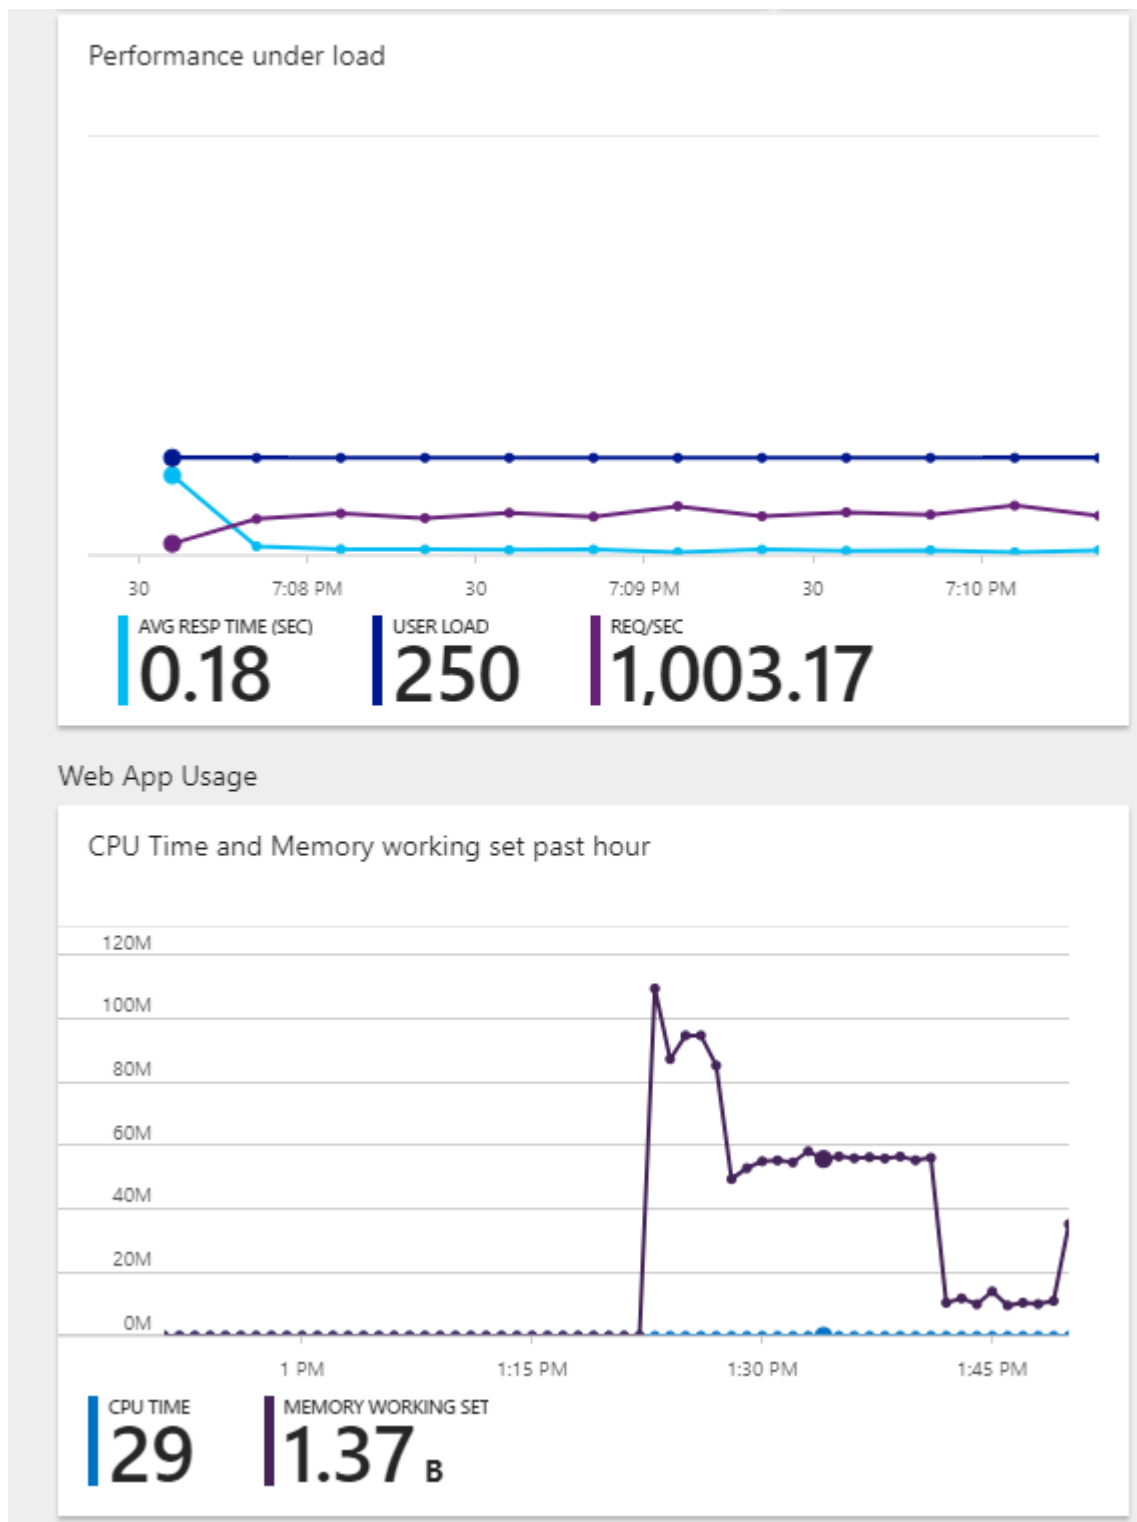 Performance under load
30 7:08 PM 30 7:09 PM 30 7:10 PM
AVG RESP TIME (SEC) USER LOAD REQ/SEC
0.18 250 1,003.17
Web App Usage
CPU Time and Memory working set past hour
120M
100M
80M
60M
40M
20M
0M
1 PM 1:15 PM 1:30 PM 1:45 PM
CPU TIME MEMORY WORKING SET
29 1.37 B